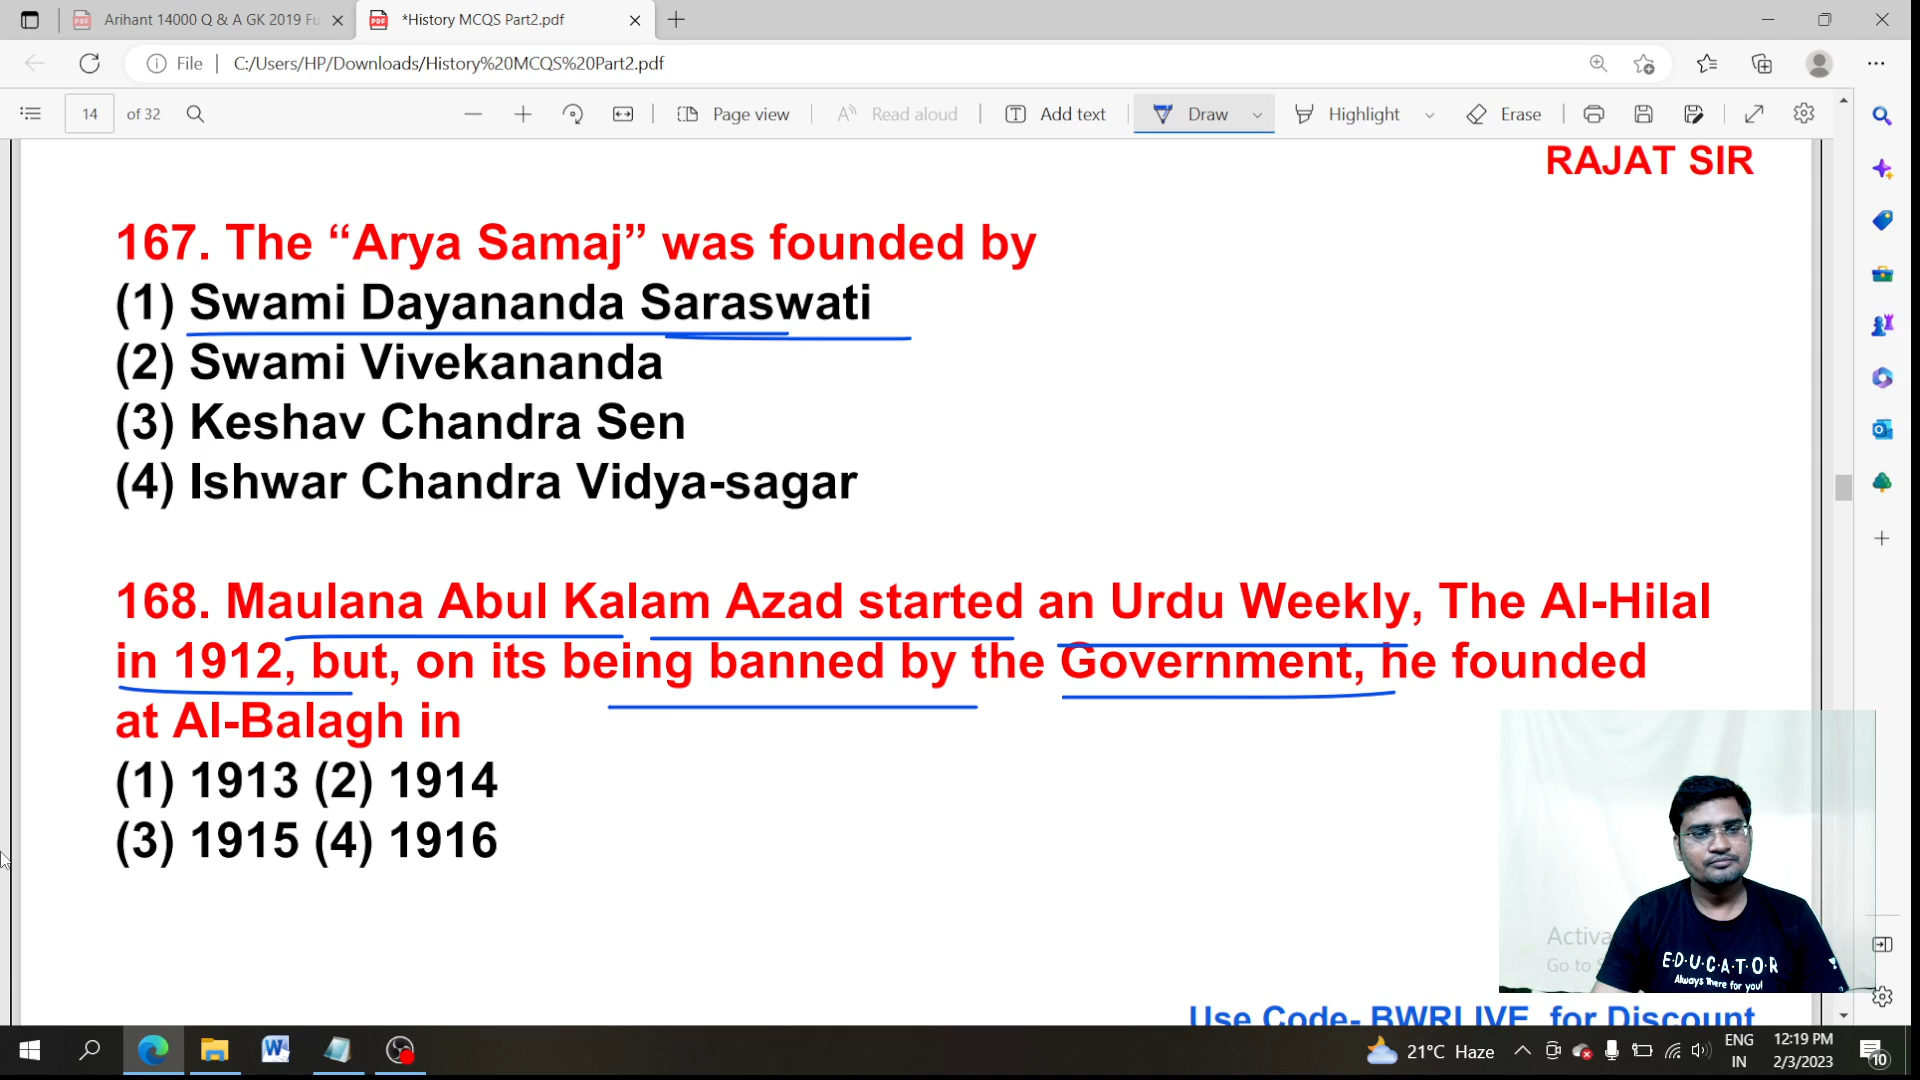 Arihant 14000 Q & A GK 2019 Fu
*History MCQS Part2.pdf
File
C:/Users/HP/Downloads/History%20MCQS%20Part2.pdf
14 of 32
Page view
Read aloud
Add text
Draw
Highlight
Erase
RAJAT SIR
167. The “Arya Samaj” was founded by
(1) Swami Dayananda Saraswati
(2) Swami Vivekananda
(3) Keshav Chandra Sen
(4) Ishwar Chandra Vidya-sagar
168. Maulana Abul Kalam Azad started an Urdu Weekly, The Al-Hilal
in 1912, but, on its being banned by the Government, he founded
at Al-Balagh in
(1) 1913 (2) 1914
(3) 1915 (4) 1916
Activa
Go to
E·D·U·C·A·T·O·R
Always there for you!
Use Code- BWRLIVE for Discount
21°C Haze
ENG
IN
12:19 PM
2/3/2023
10